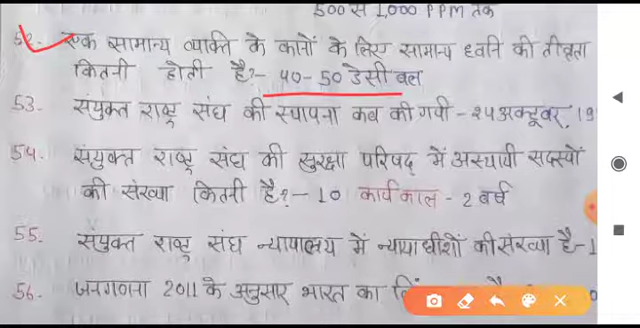 500 से 1,000 PPM तक
52. एक सामान्य व्यक्ति के कानों के लिए सामान्य ध्वनि की तीव्रता
कितनी होती है?- 40-50 डेसी बल
53. संयुक्त राष्ट्र संघ की स्थापना कब की गयी - 24 अक्टूबर, 19
54. संयुक्त राष्ट्र संघ की सुरक्षा परिषद् में अस्थायी सदस्यों
की संख्या कितनी है?- 10 कार्यकाल - 2 वर्ष
55. संयुक्त राष्ट्र संघ न्यायालय में न्यायाधीशों की संख्या है- 1
56. जनगणना 2011 के अनुसार भारत का